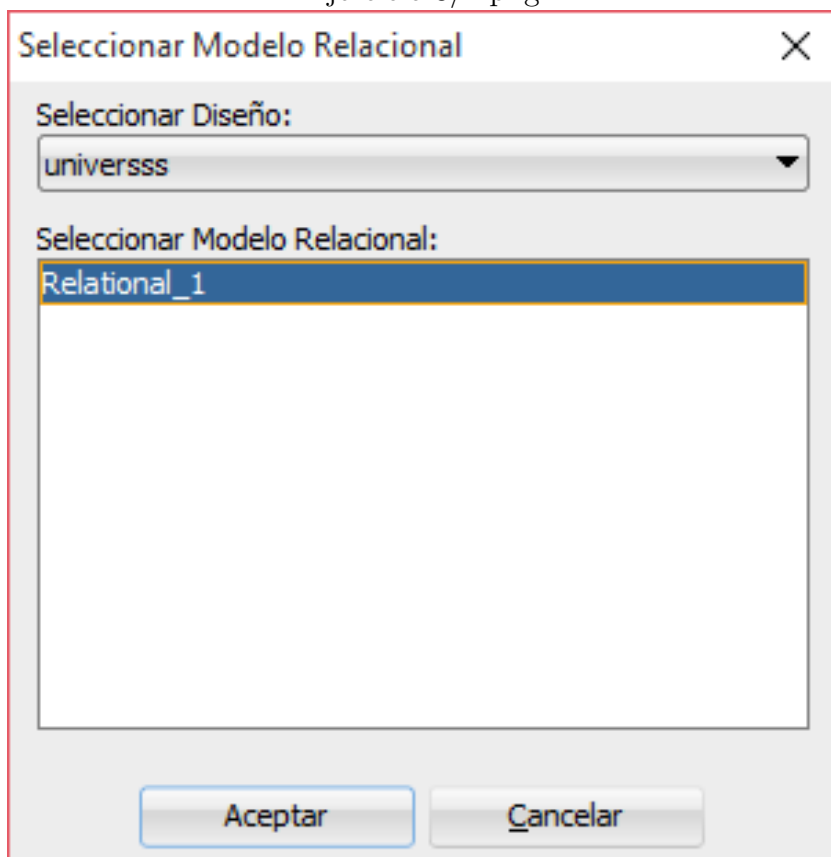 Seleccionar Modelo Relacional
Seleccionar Diseño:
universss
Seleccionar Modelo Relacional:
Relational_1
Aceptar
Cancelar